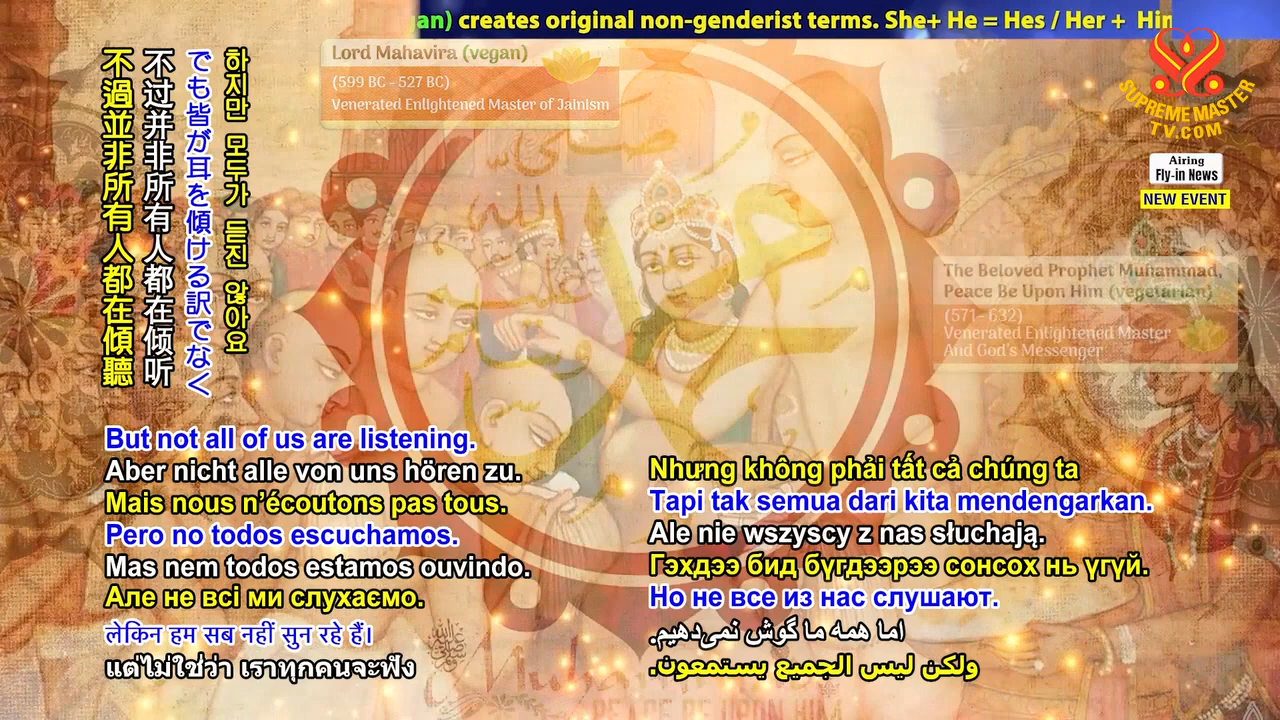 an) creates original non-genderist terms. She+ He = Hes / Her + Him
Lord Mahavira (vegan)
(599 BC - 527 BC)
Venerated Enlightened Master of Jainism
SUPREME MASTER
TV.COM
Airing
Fly-in News
NEW EVENT
The Beloved Prophet Muhammad,
Peace Be Upon Him (vegetarian)
(571- 632)
Venerated Enlightened Master
And God's Messenger
하지만 모두가 듣진 않아요
でも皆が耳を傾ける訳でなく
不过并非所有人都在倾听
不過並非所有人都在傾聽
But not all of us are listening.
Aber nicht alle von uns hören zu.
Mais nous n’écoutons pas tous.
Pero no todos escuchamos.
Mas nem todos estamos ouvindo.
Але не всі ми слухаємо.
लेकिन हम सब नहीं सुन रहे हैं।
แต่ไม่ใช่ว่า เราทุกคนจะฟัง
Nhưng không phải tất cả chúng ta
Tapi tak semua dari kita mendengarkan.
Ale nie wszyscy z nas słuchają.
Гэхдээ бид бүгдээрээ сонсох нь үгүй.
Но не все из нас слушают.
اما همه ما گوش نمی‌دهیم.
ولكن ليس الجميع يستمعون.
PEACE BE UPON HIM